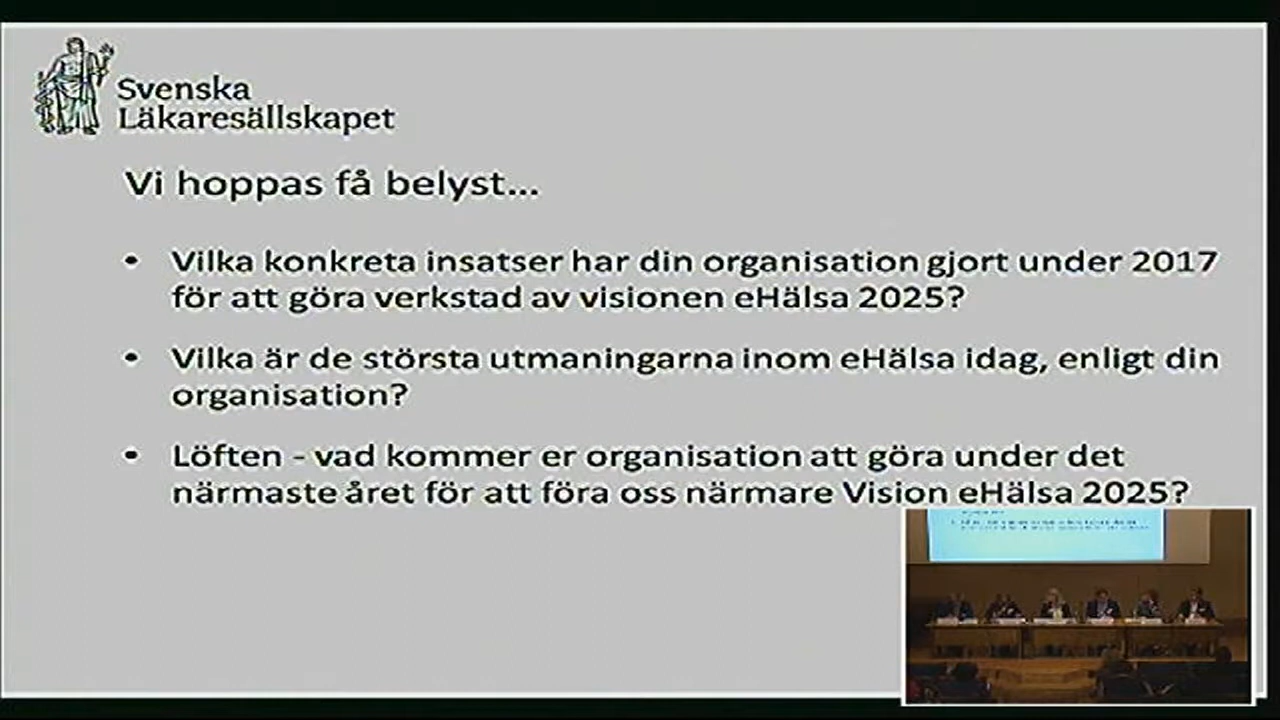 Svenska
Läkaresällskapet
Vi hoppas få belyst...
• Vilka konkreta insatser har din organisation gjort under 2017
för att göra verkstad av visionen eHälsa 2025?
• Vilka är de största utmaningarna inom eHälsa idag, enligt din
organisation?
• Löften - vad kommer er organisation att göra under det
närmaste året för att föra oss närmare Vision eHälsa 2025?